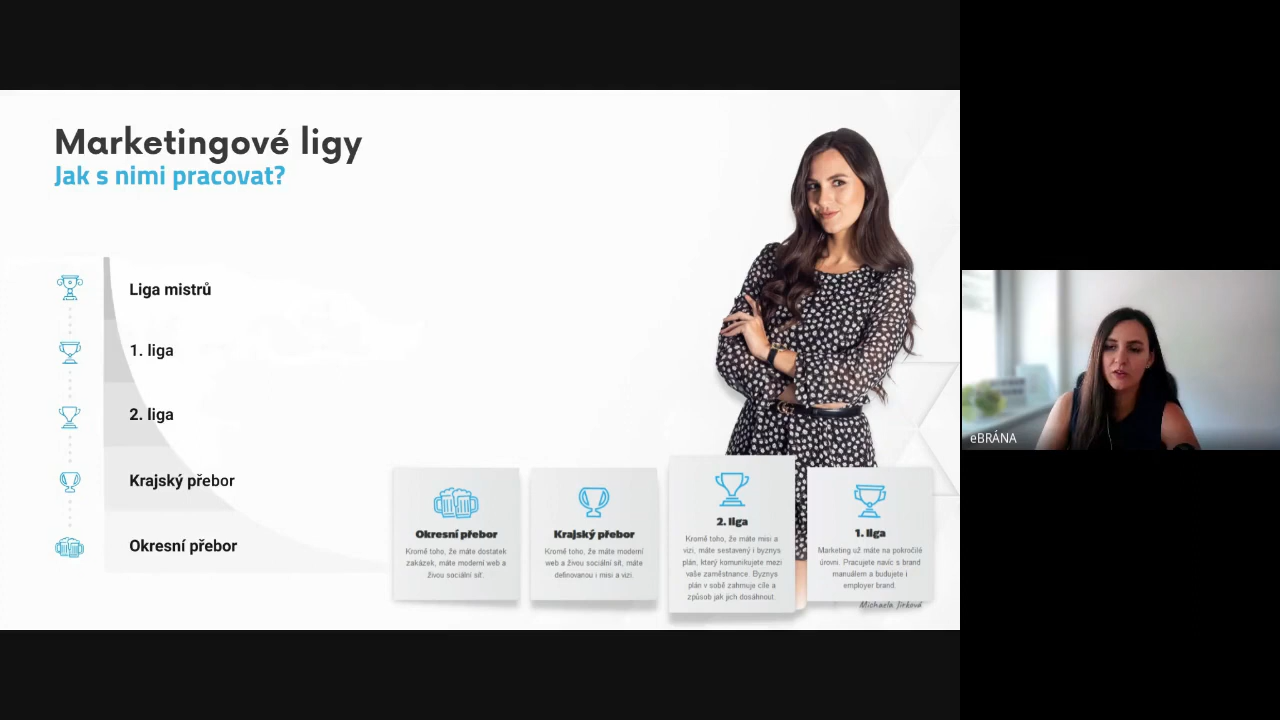 Marketingové ligy
Jak s nimi pracovat?
Liga mistrů
1. liga
2. liga
Krajský přebor
Okresní přebor
Okresní přebor
Kromě toho, že máte dostatek
zakázek, máte moderní web a
živou sociální síť.
Krajský přebor
Kromě toho, že máte moderní
web a živou sociální síť, máte
definovanou i misi a vizi.
2. liga
Kromě toho, že máte misi a
vizi, máte sestavený i byznys
plán, který komunikujete mezi
vaše zaměstnance. Byznys
plán v sobě zahrnuje cíle a
způsob jak jich dosáhnout.
1. liga
Marketing už máte na pokročilé
úrovni. Pracujete navíc s brand
manuálem a budujete i
employer brand.
Michaela Jirková
eBRÁNA